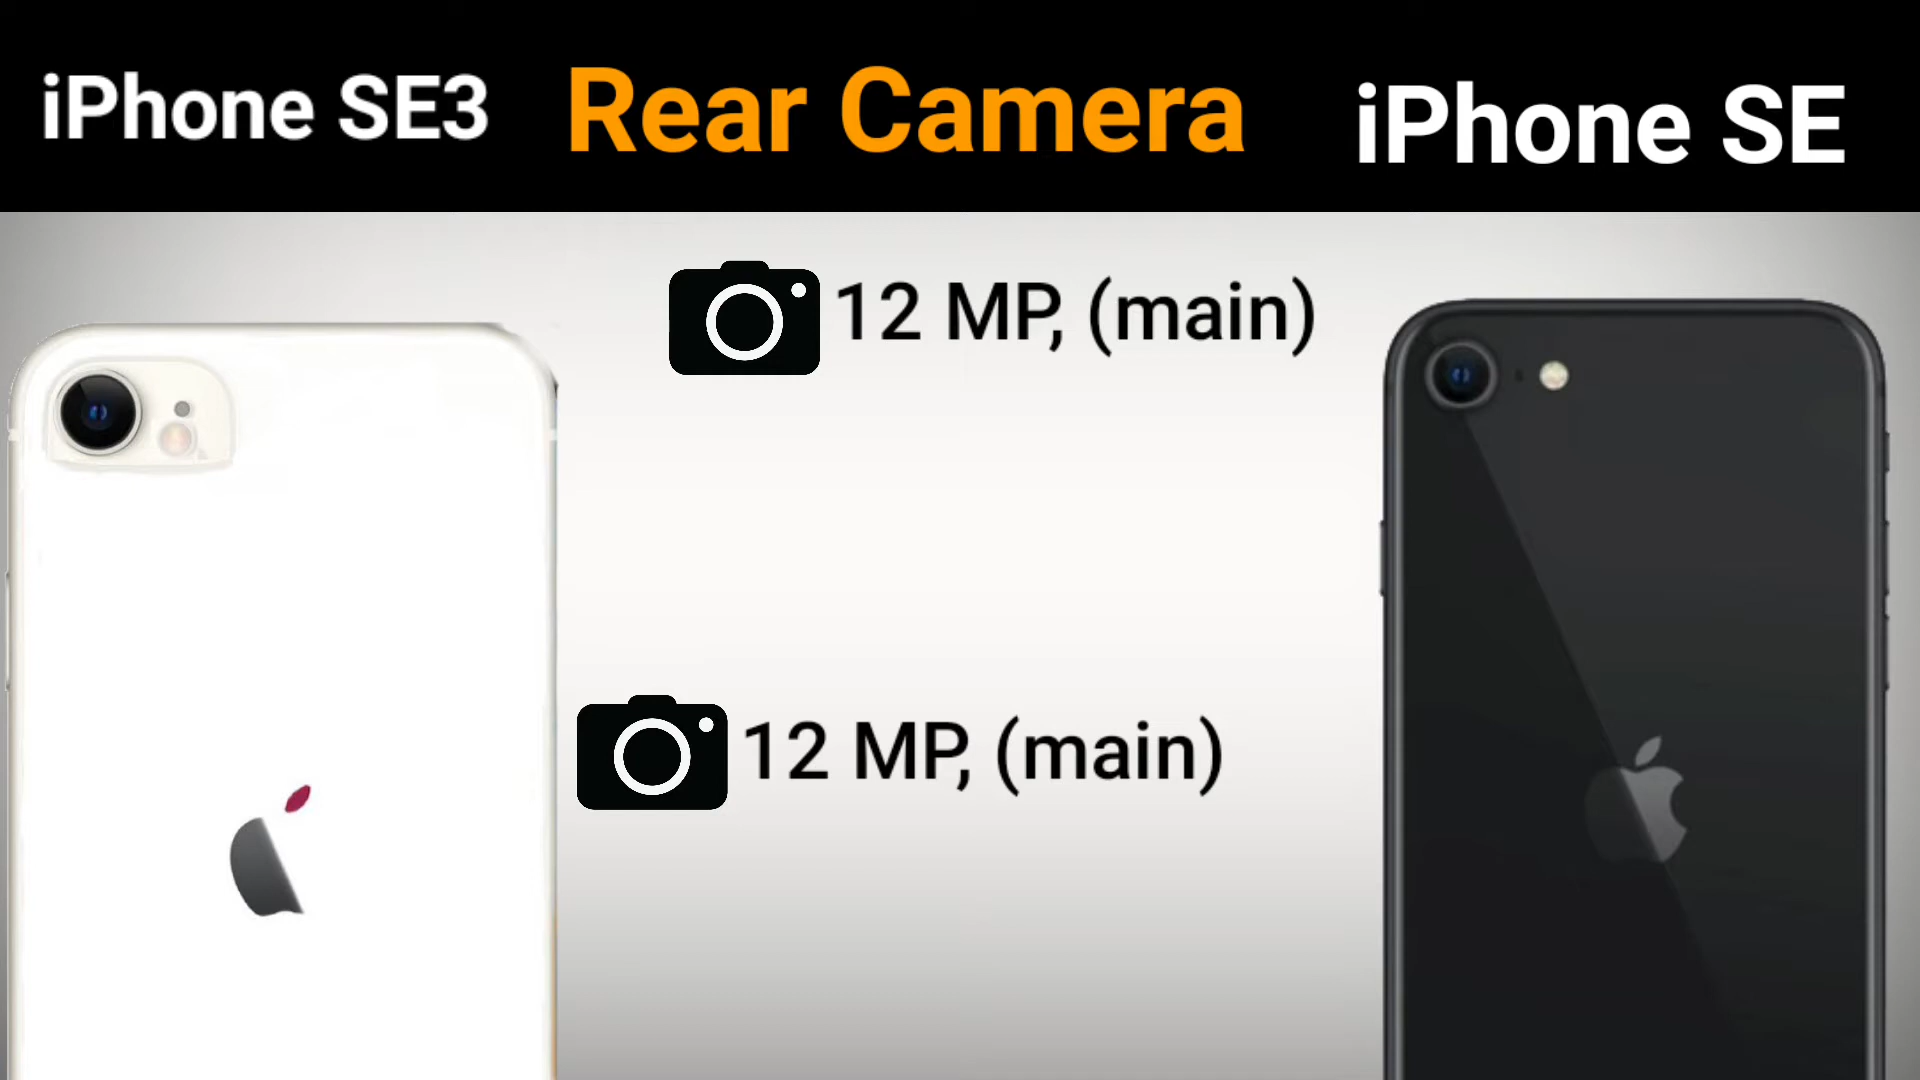 iPhone SE3
Rear Camera
iPhone SE
12 MP, (main)
12 MP, (main)